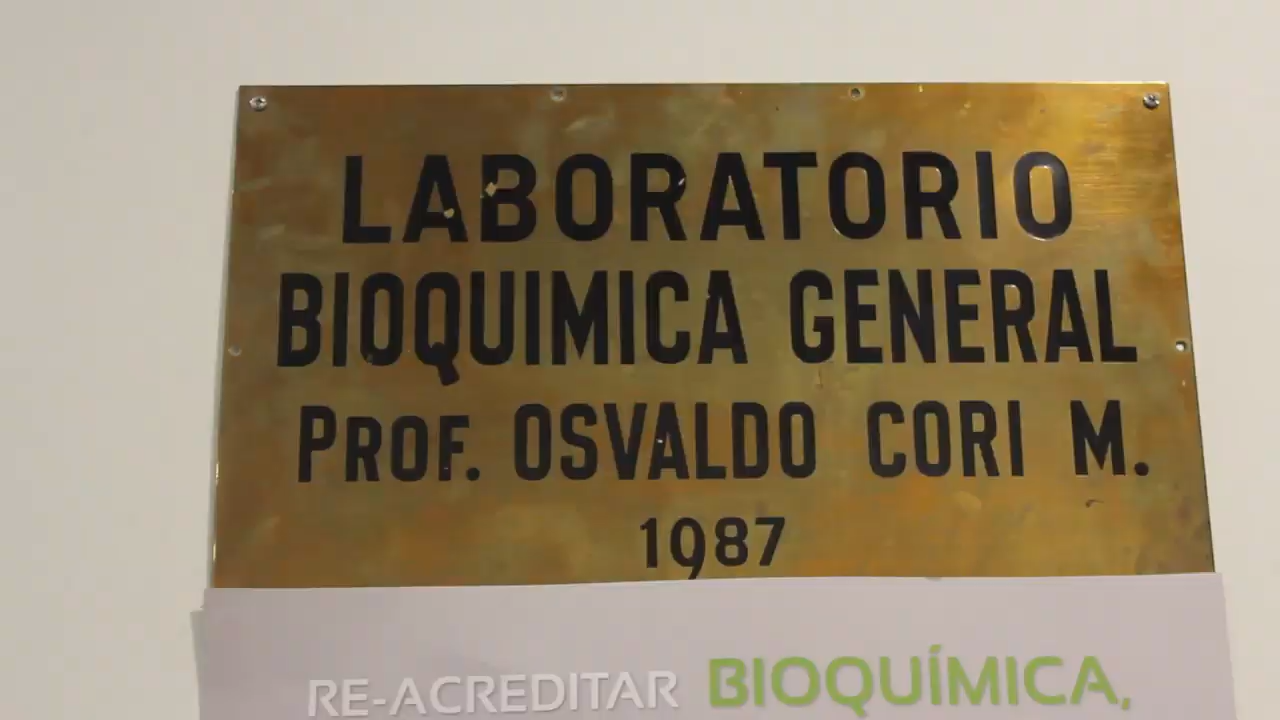 LABORATORIO
BIOQUIMICA GENERAL
PROF. OSVALDO CORI M.
1987
RE-ACREDITAR BIOQUÍMICA,